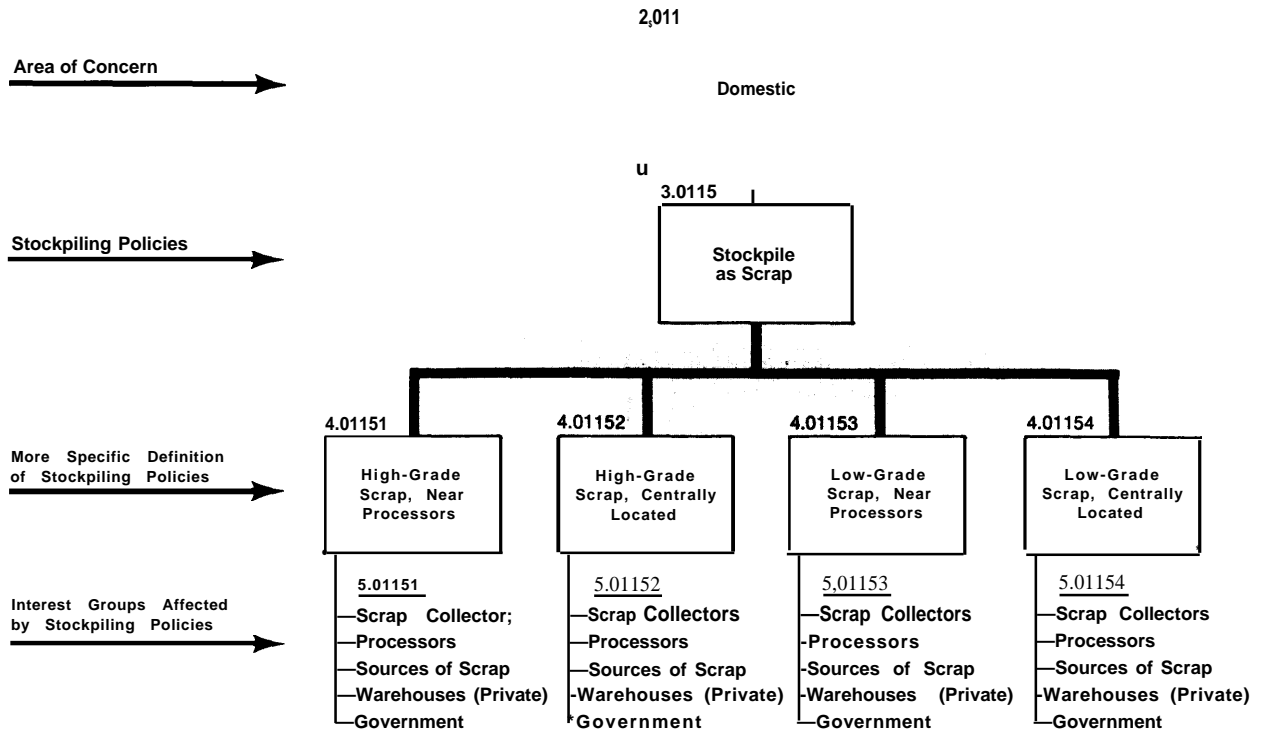 2,011
Area of Concern
Domestic
u
3.0115
Stockpiling Policies
Stockpile
as Scrap
4.01151
4.01152
4.01153
4.01154
More Specific Definition
of Stockpiling Policies
High-Grade
Scrap, Near
Processors
High-Grade
Scrap, Centrally
Located
Low-Grade
Scrap, Near
Processors
Low-Grade
Scrap, Centrally
Located
Interest Groups Affected
by Stockpiling Policies
5.01151
—Scrap Collector;
—Processors
—Sources of Scrap
—Warehouses (Private)
—Government
5.01152
—Scrap Collectors
—Processors
—Sources of Scrap
-Warehouses (Private)
*Government
5,01153
—Scrap Collectors
-Processors
-Sources of Scrap
-Warehouses (Private)
—Government
5.01154
—Scrap Collectors
—Processors
—Sources of Scrap
-Warehouses (Private)
—Government